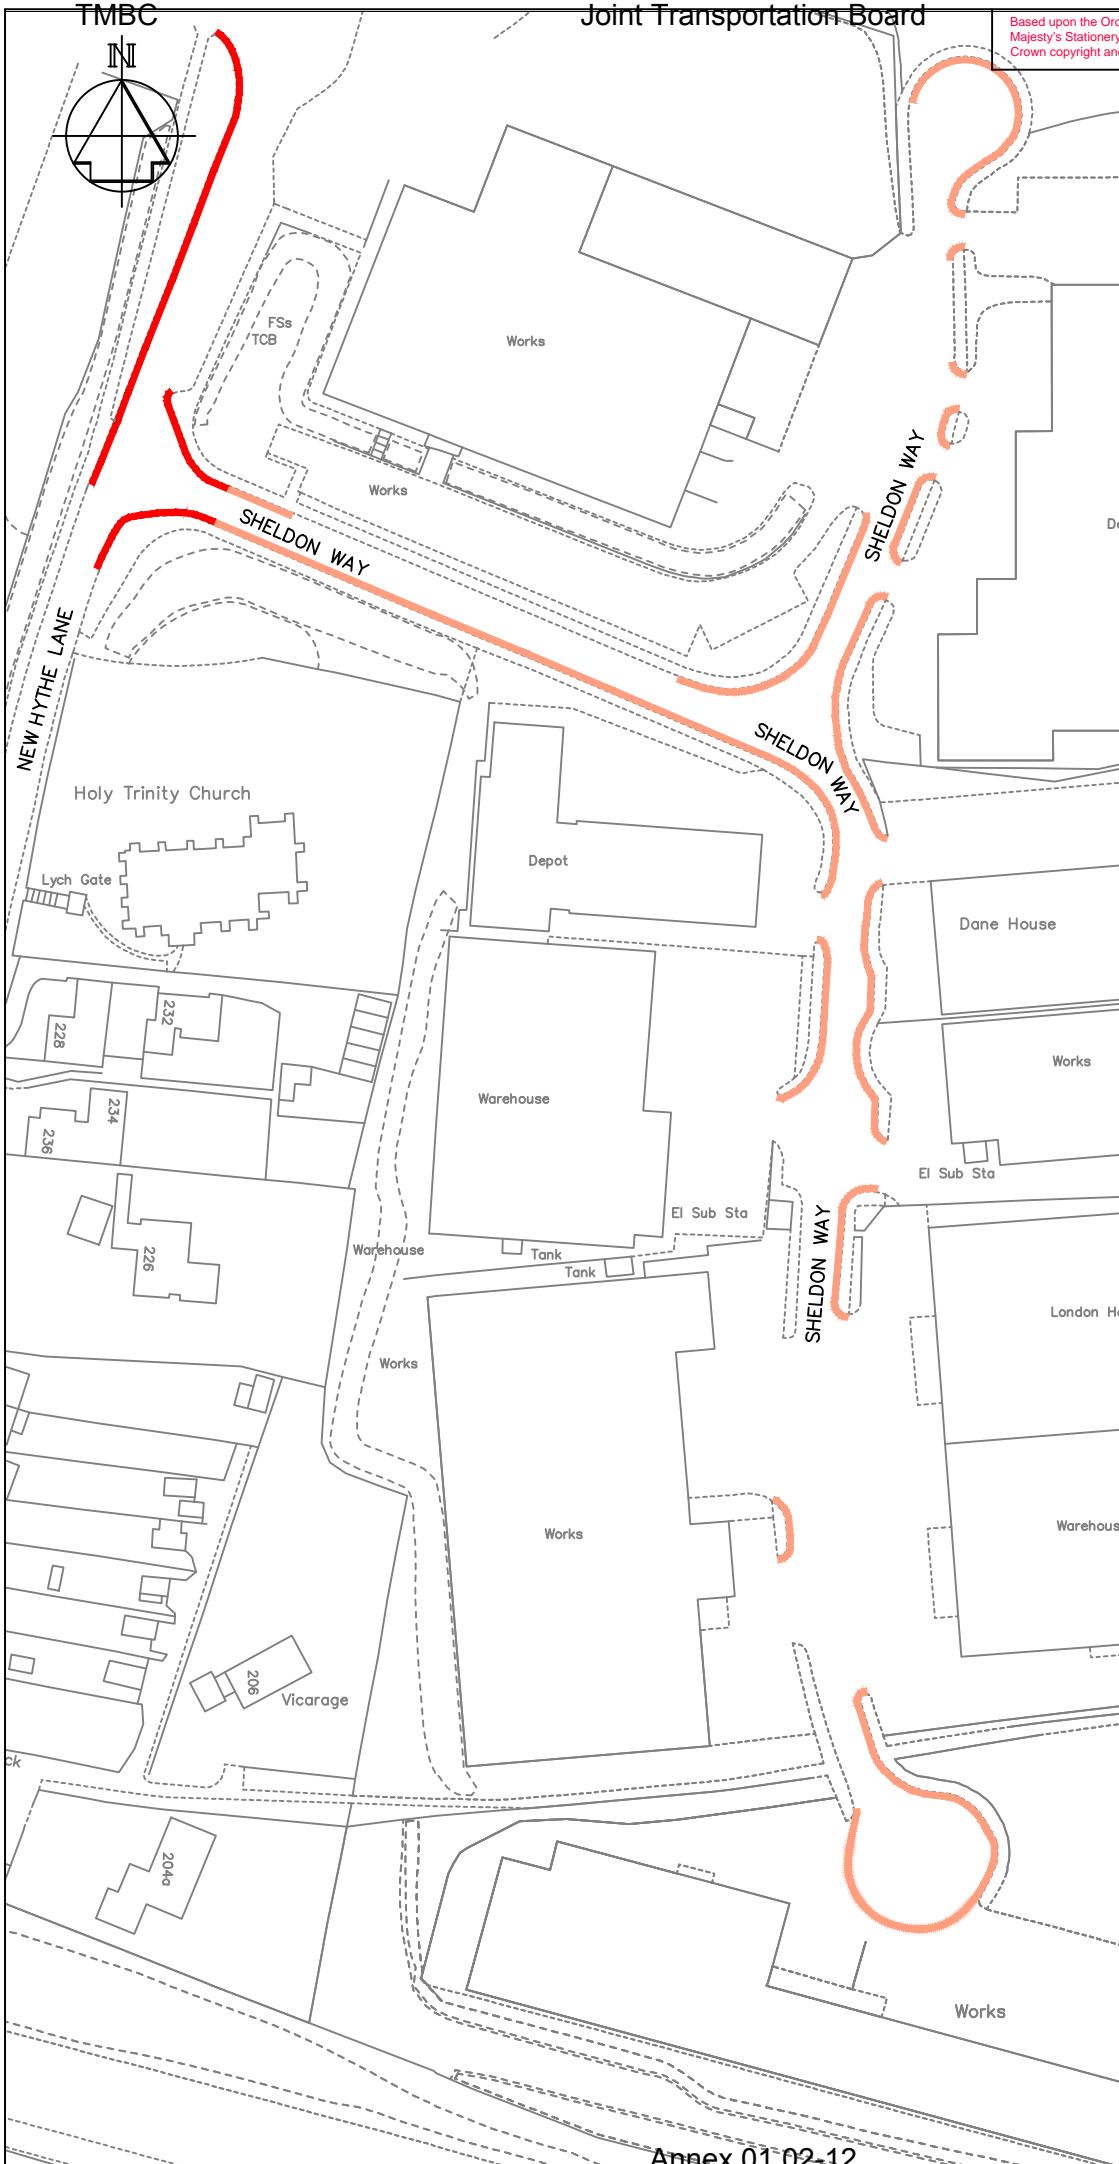 TMBC
Joint Transportation Board
Based upon the Ord
Majesty's Stationery
Crown copyright and
N
FSs
TCB
Works
Works
SHELDON WAY
SHELDON WAY
De
NEW HYTHE LANE
SHELDON WAY
Holy Trinity Church
Lych Gate
Depot
Dane House
228
232
234
236
Works
Warehouse
El Sub Sta
El Sub Sta
226
Warehouse
Tank
Tank
SHELDON WAY
London Ho
Works
Works
Warehous
206
Vicarage
ck
204a
Works
Annex 01 02-12